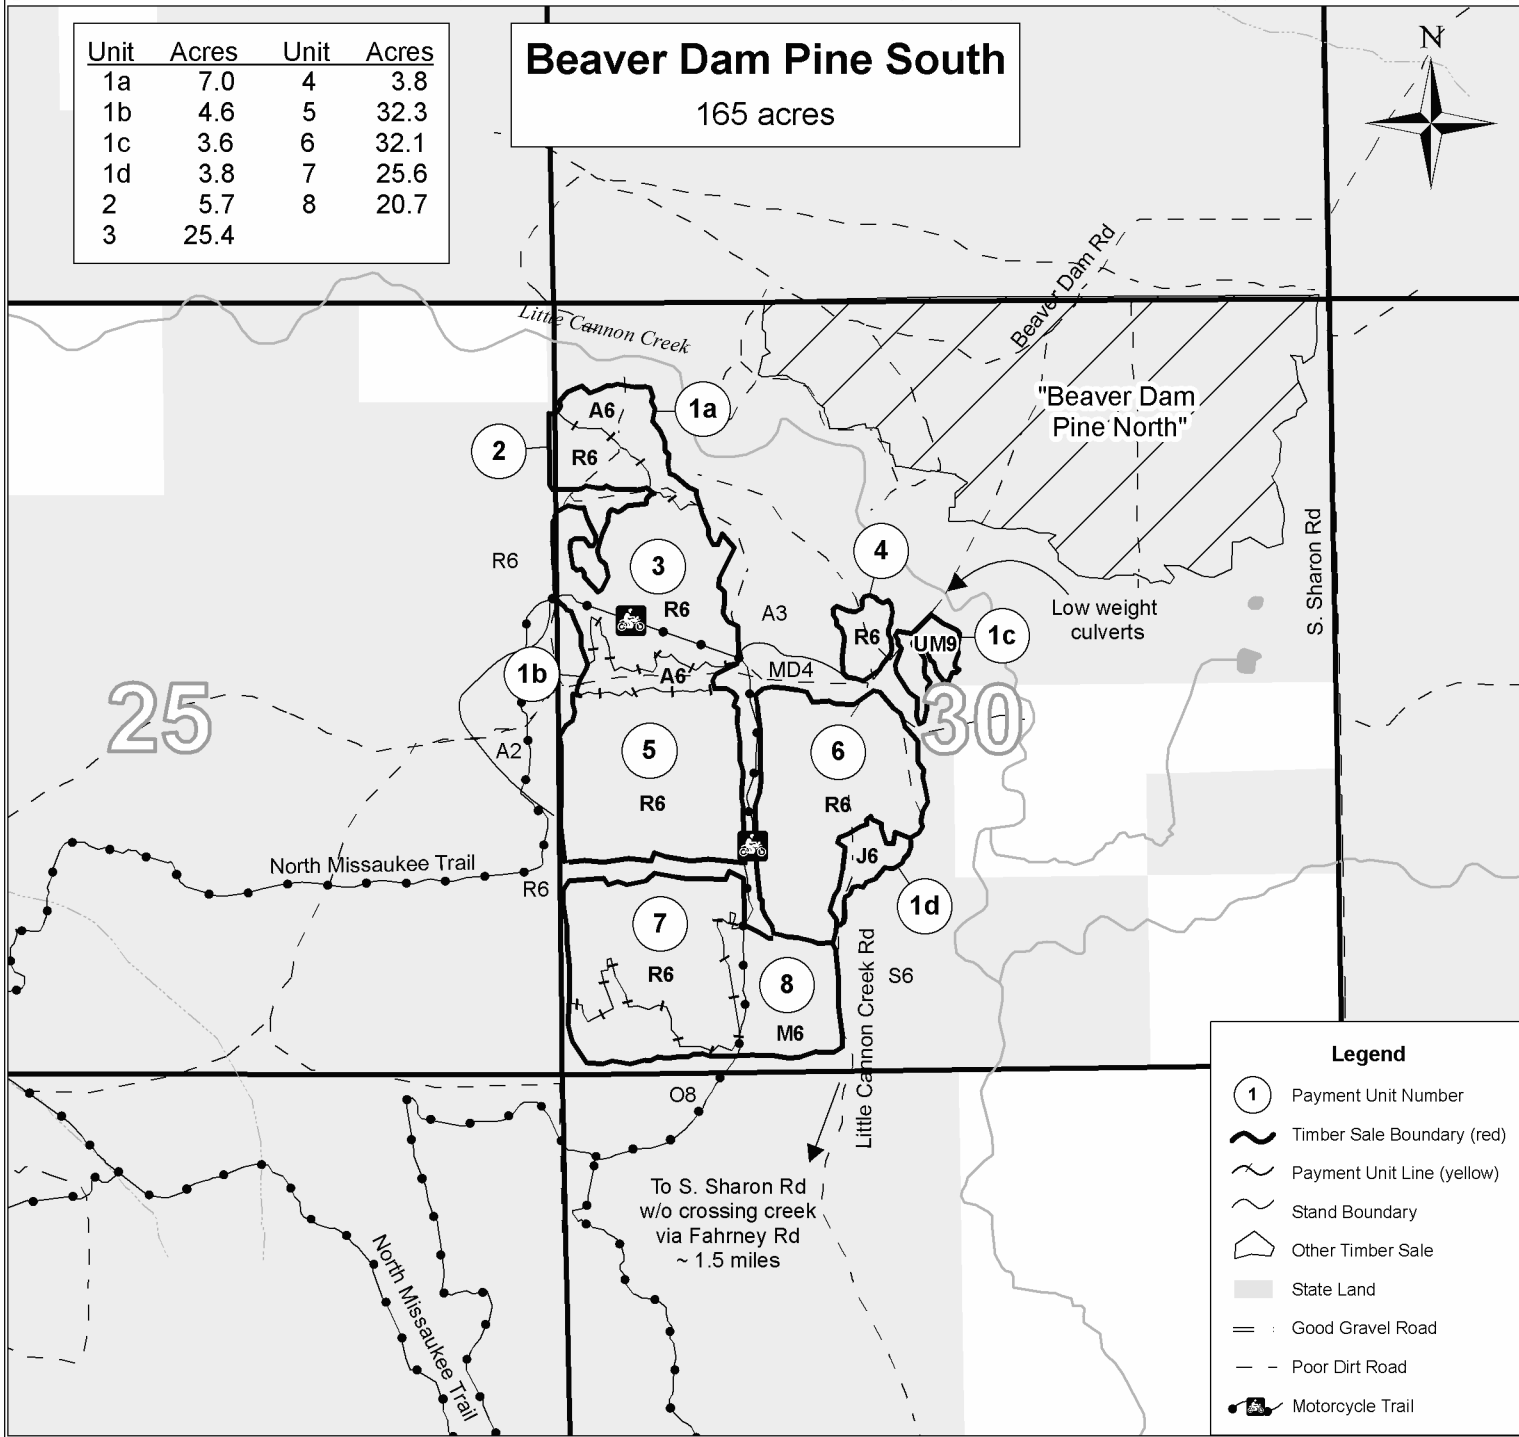 Unit Acres Unit Acres
1a 7.0 4 3.8
1b 4.6 5 32.3
1c 3.6 6 32.1
1d 3.8 7 25.6
2 5.7 8 20.7
3 25.4
Beaver Dam Pine South
165 acres
N
Beaver Dam Rd
Little Cannon Creek
"Beaver Dam
Pine North"
A6
1a
2
R6
S. Sharon Rd
R6
3
4
R6
A3
Low weight
culverts
R6
UM9
1c
1b
A6
MD4
25
30
A2
5
6
R6
R6
J6
North Missaukee Trail
R6
1d
7
R6
8
M6
S6
Little Cannon Creek Rd
O8
To S. Sharon Rd
w/o crossing creek
via Fahrney Rd
~ 1.5 miles
North Missaukee Trail
Legend
1 Payment Unit Number
Timber Sale Boundary (red)
Payment Unit Line (yellow)
Stand Boundary
Other Timber Sale
State Land
Good Gravel Road
Poor Dirt Road
Motorcycle Trail